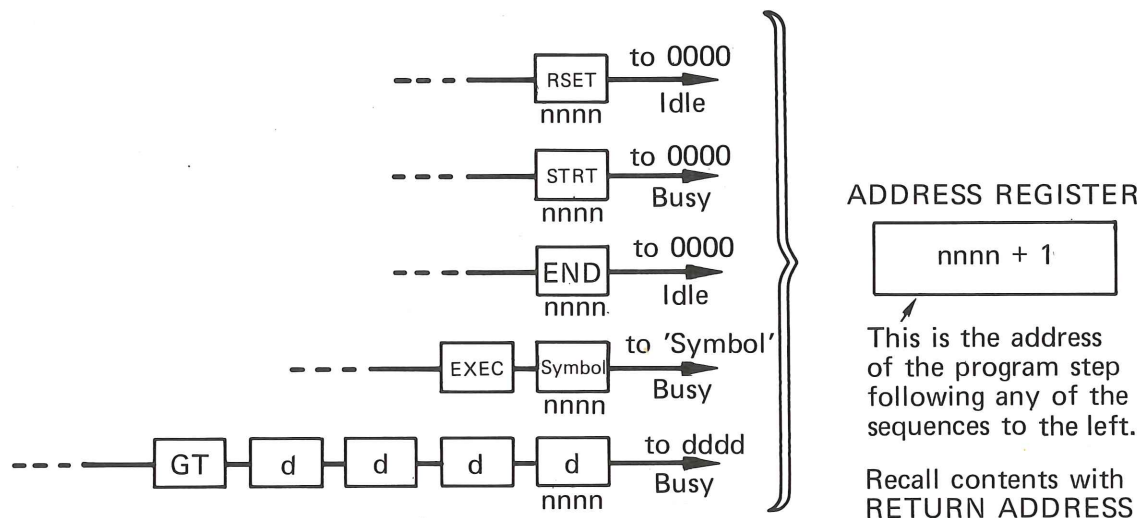 to 0000
RSET
Idle
nnnn
to 0000
STRT
Busy
nnnn
to 0000
END
Idle
nnnn
to 'Symbol'
EXEC Symbol
Busy
nnnn
to dddd
GT d d d d
Busy
nnnn
ADDRESS REGISTER
nnnn + 1
This is the address
of the program step
following any of the
sequences to the left.
Recall contents with
RETURN ADDRESS